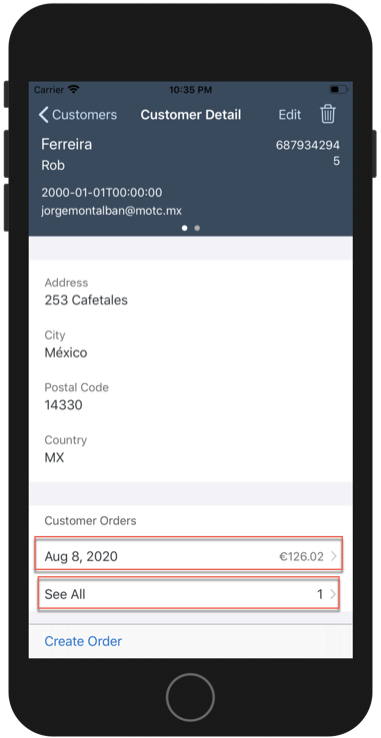 Carrier 10:35 PM
Customers Customer Detail Edit
Ferreira 687934294
Rob 5
2000-01-01T00:00:00
jorgemontalban@motc.mx
Address
253 Cafetales
City
México
Postal Code
14330
Country
MX
Customer Orders
Aug 8, 2020 €126.02
See All 1
Create Order